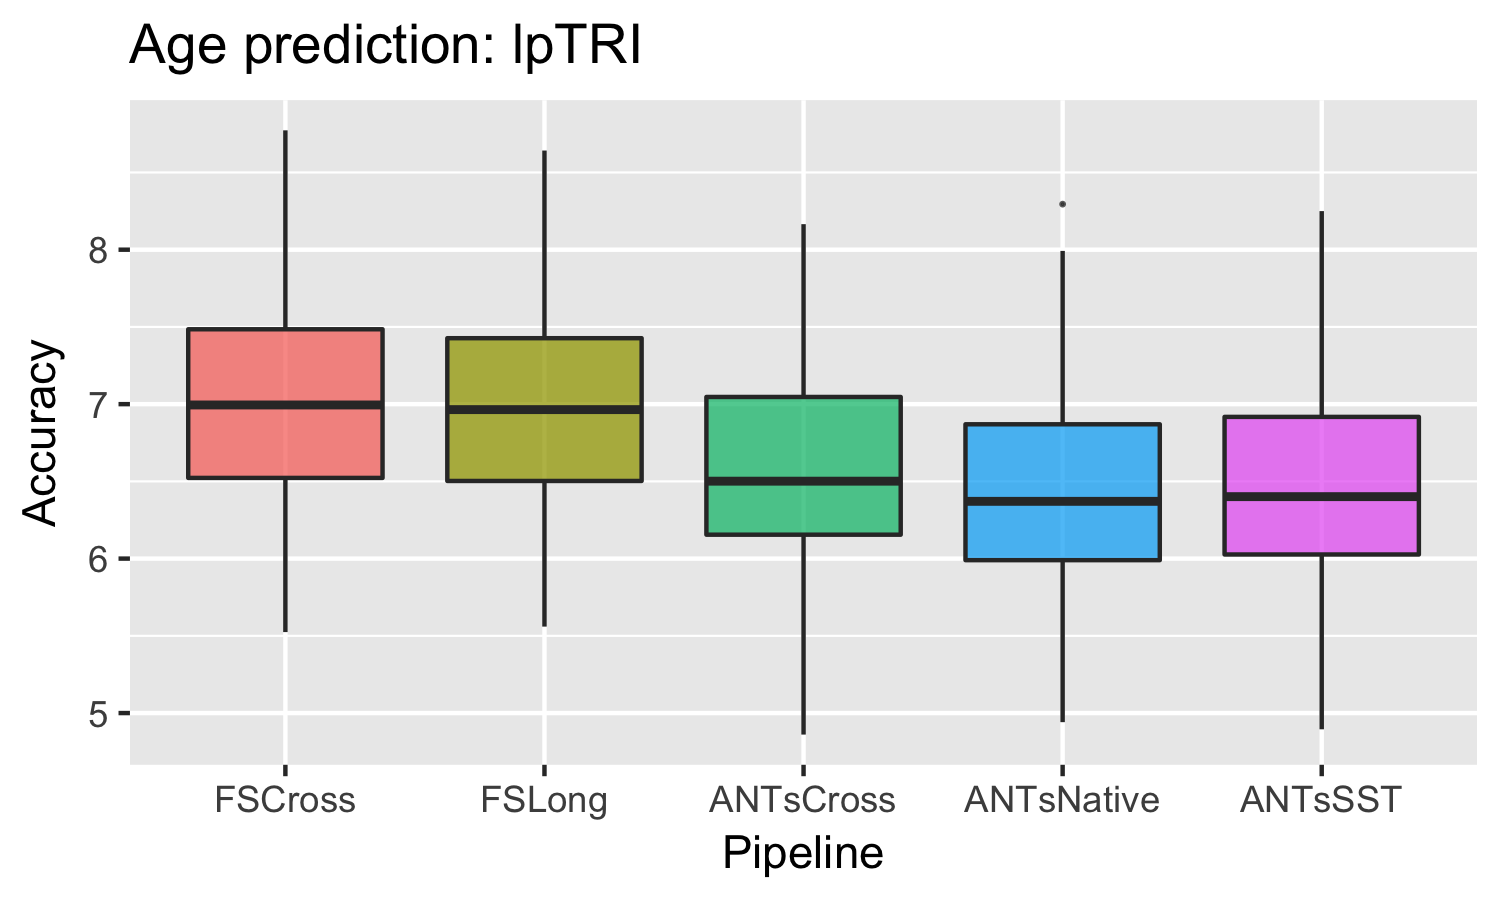 Age prediction: lpTRI
Accuracy
8
7
6
5
FSCross FSLong ANTsCross ANTsNative ANTsSST
Pipeline